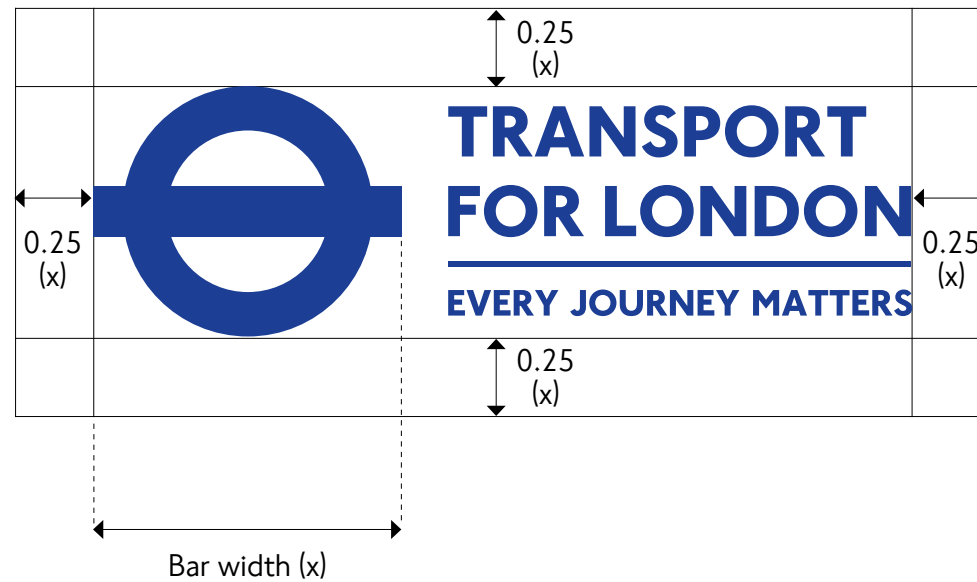 0.25
(x)
TRANSPORT
FOR LONDON
0.25
(x)
0.25
(x)
EVERY JOURNEY MATTERS
0.25
(x)
Bar width (x)